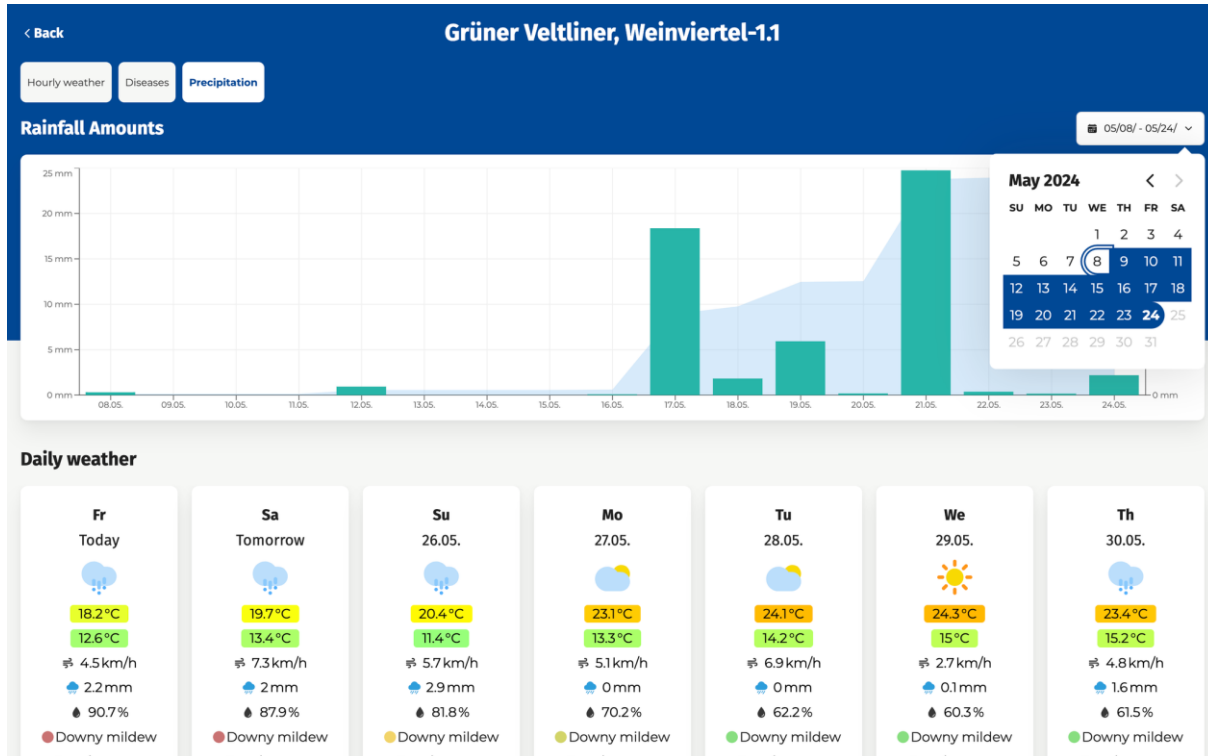 < Back
Grüner Veltliner, Weinviertel-1.1
Hourly weather Diseases Precipitation
Rainfall Amounts
05/08/ - 05/24/
May 2024
SU MO TU WE TH FR SA
1 2 3 4
5 6 7 8 9 10 11
12 13 14 15 16 17 18
19 20 21 22 23 24 25
26 27 28 29 30 31
25 mm
20 mm
15 mm
10 mm
5 mm
0 mm
0 mm
08.05. 09.05. 10.05. 11.05. 12.05. 13.05. 14.05. 15.05. 16.05. 17.05. 18.05. 19.05. 20.05. 21.05. 22.05. 23.05. 24.05.
Daily weather
Fr Sa Su Mo Tu We Th
Today Tomorrow 26.05. 27.05. 28.05. 29.05. 30.05.
18.2°C 19.7°C 20.4°C 23.1°C 24.1°C 24.3°C 23.4°C
12.6°C 13.4°C 11.4°C 13.3°C 14.2°C 15°C 15.2°C
4.5km/h 7.3km/h 5.7km/h 5.1km/h 6.9km/h 2.7km/h 4.8km/h
2.2mm 2mm 2.9mm 0mm 0mm 0.1mm 1.6mm
90.7% 87.9% 81.8% 70.2% 62.2% 60.3% 61.5%
Downy mildew Downy mildew Downy mildew Downy mildew Downy mildew Downy mildew Downy mildew